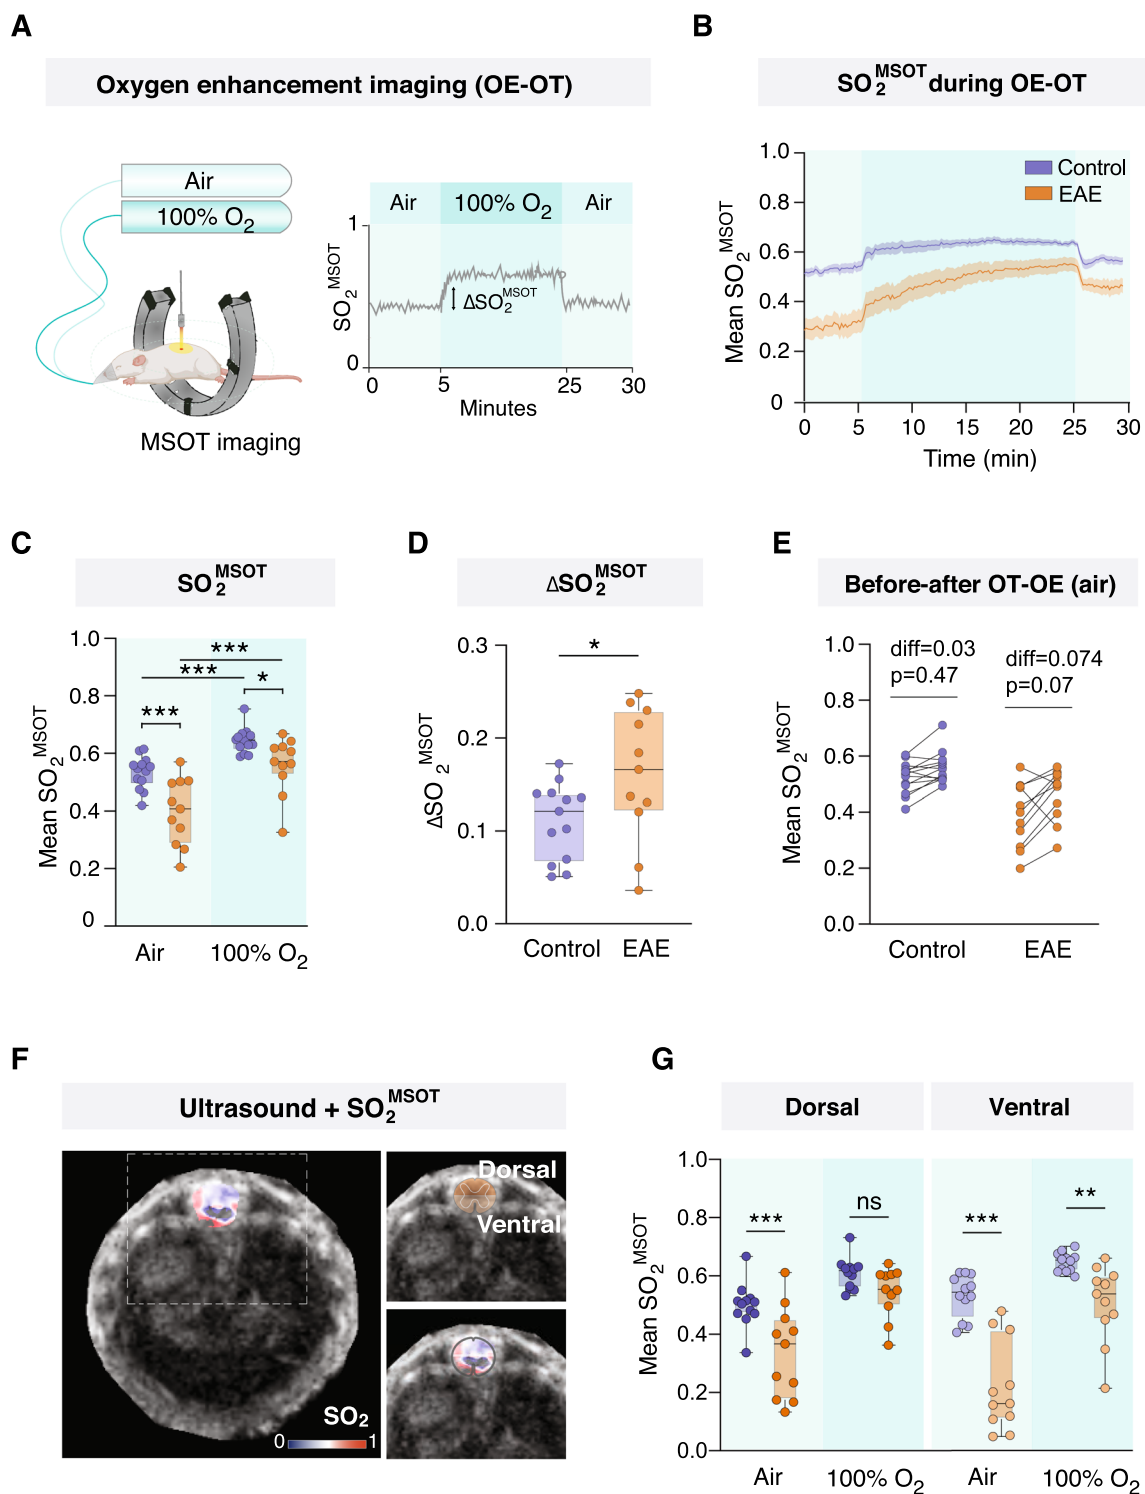 A
Oxygen enhancement imaging (OE-OT)
Air
100% O2
MSOT imaging
Air 100% O2 Air
1
SO2MSOT
ΔSO2MSOT
0
0 5 25 30
Minutes
B
SO2MSOT during OE-OT
1.0
Control
EAE
0.8
0.6
0.4
0.2
0
Mean SO2MSOT
0 5 10 15 20 25 30
Time (min)
C
SO2MSOT
1.0
0.8
0.6
0.4
0.2
0
Mean SO2MSOT
***
***
*
***
Air 100% O2
D
ΔSO2MSOT
0.3
0.2
0.1
0.0
ΔSO2MSOT
*
Control EAE
E
Before-after OT-OE (air)
1.0
0.8
0.6
0.4
0.2
0.0
Mean SO2MSOT
diff=0.03
p=0.47
diff=0.074
p=0.07
Control EAE
F
Ultrasound + SO2MSOT
SO2
0 1
Dorsal
Ventral
G
Dorsal Ventral
1.0
0.8
0.6
0.4
0.2
0.0
Mean SO2MSOT
*** ns *** **
Air 100% O2 Air 100% O2